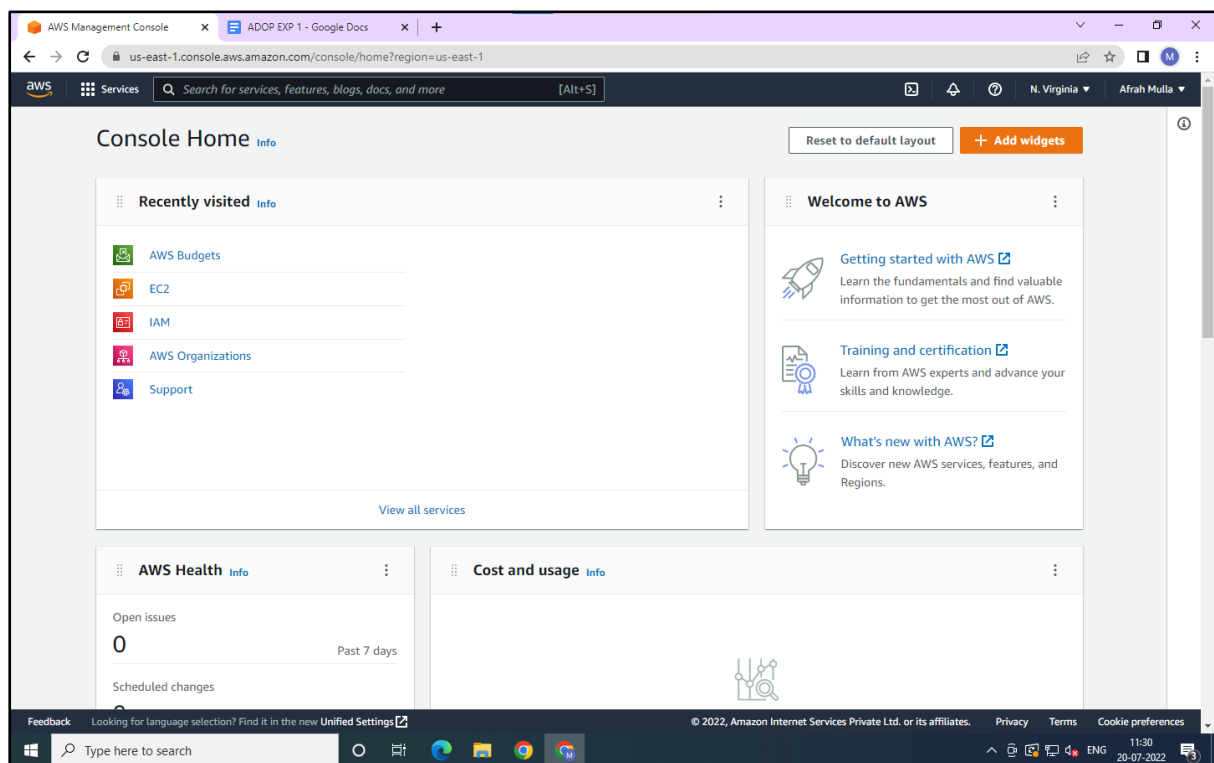 AWS Management Console
ADOP EXP 1 - Google Docs
us-east-1.console.aws.amazon.com/console/home?region=us-east-1
M
aws
Services
Search for services, features, blogs, docs, and more [Alt+S]
N. Virginia
Afrah Mulla
Console Home Info
Reset to default layout
+ Add widgets
Recently visited Info
AWS Budgets
EC2
IAM
AWS Organizations
Support
View all services
Welcome to AWS
Getting started with AWS
Learn the fundamentals and find valuable
information to get the most out of AWS.
Training and certification
Learn from AWS experts and advance your
skills and knowledge.
What's new with AWS?
Discover new AWS services, features, and
Regions.
AWS Health Info
Open issues
0
Past 7 days
Scheduled changes
Cost and usage Info
Feedback
Looking for language selection? Find it in the new Unified Settings
© 2022, Amazon Internet Services Private Ltd. or its affiliates.
Privacy
Terms
Cookie preferences
Type here to search
ENG
11:30
20-07-2022
3